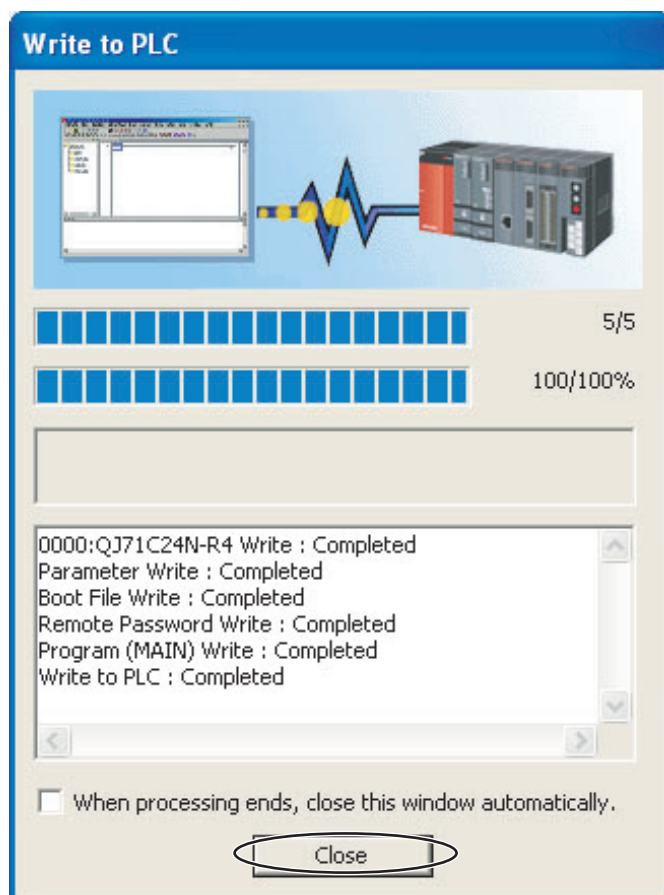 Write to PLC
5/5
100/100%
0000:QJ71C24N-R4 Write : Completed
Parameter Write : Completed
Boot File Write : Completed
Remote Password Write : Completed
Program (MAIN) Write : Completed
Write to PLC : Completed
When processing ends, close this window automatically.
Close